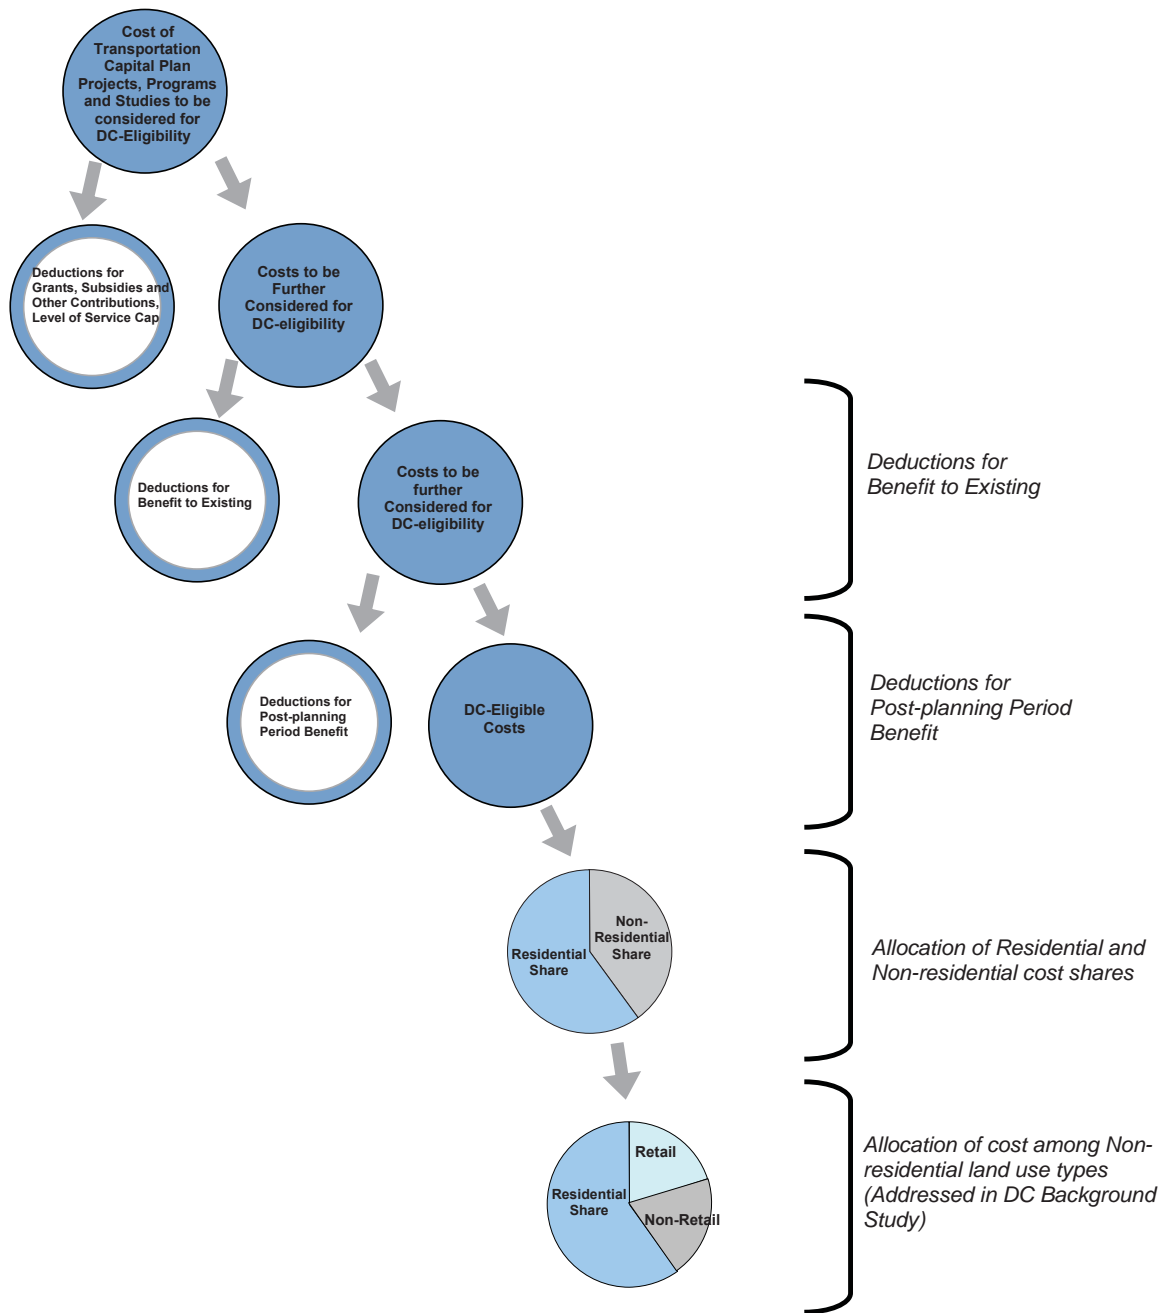 Cost of
Transportation
Capital Plan
Projects, Programs
and Studies to be
considered for
DC-Eligibility
Deductions for
Grants, Subsidies and
Other Contributions,
Level of Service Cap
Costs to be
Further
Considered for
DC-eligibility
Deductions for
Benefit to Existing
Costs to be
further
Considered for
DC-eligibility
Deductions for
Benefit to Existing
Deductions for
Post-planning
Period Benefit
DC-Eligible
Costs
Deductions for
Post-planning Period
Benefit
Non-
Residential
Share
Residential
Share
Allocation of Residential and
Non-residential cost shares
Retail
Residential
Share
Non-Retail
Allocation of cost among Non-
residential land use types
(Addressed in DC Background
Study)